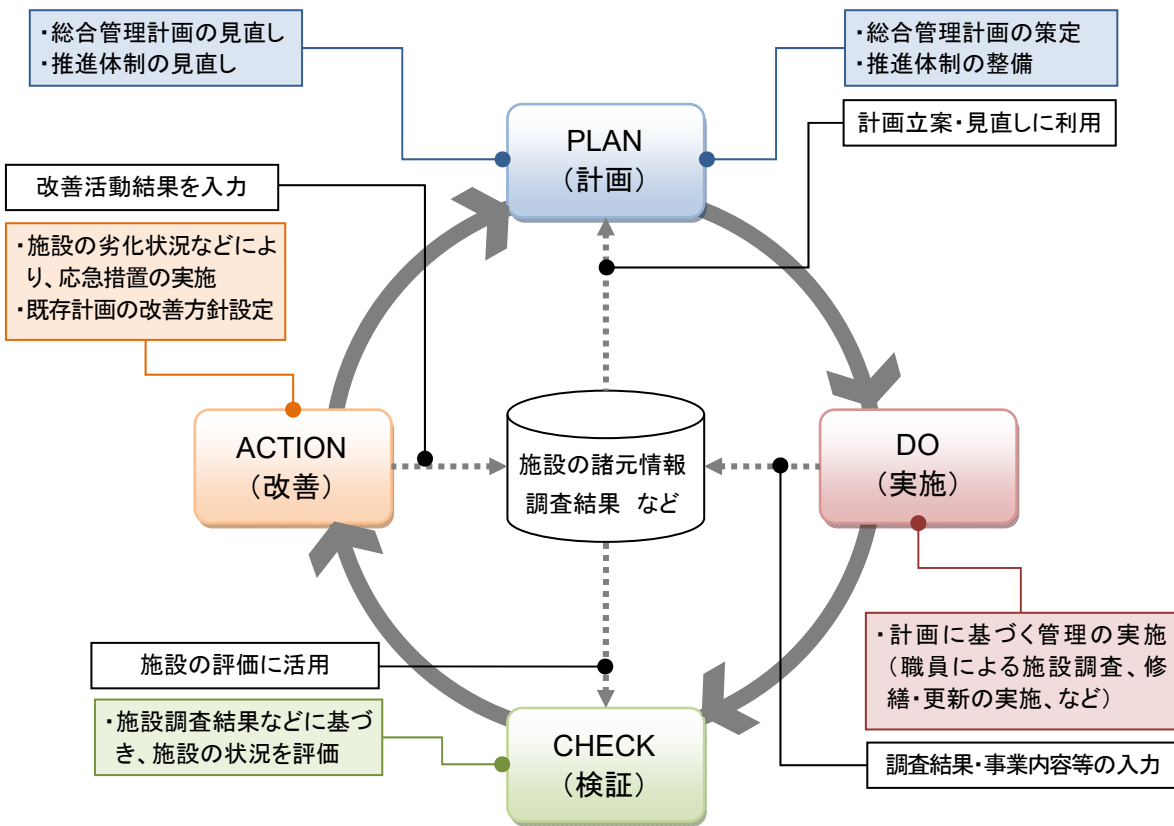 ・総合管理計画の見直し
・推進体制の見直し
・総合管理計画の策定
・推進体制の整備
PLAN
（計画）
計画立案・見直しに利用
改善活動結果を入力
・施設の劣化状況などによ
り、応急措置の実施
・既存計画の改善方針設定
ACTION
（改善）
施設の諸元情報
調査結果 など
DO
（実施）
・計画に基づく管理の実施
（職員による施設調査、修
繕・更新の実施、など）
施設の評価に活用
・施設調査結果などに基づ
き、施設の状況を評価
CHECK
（検証）
調査結果・事業内容等の入力